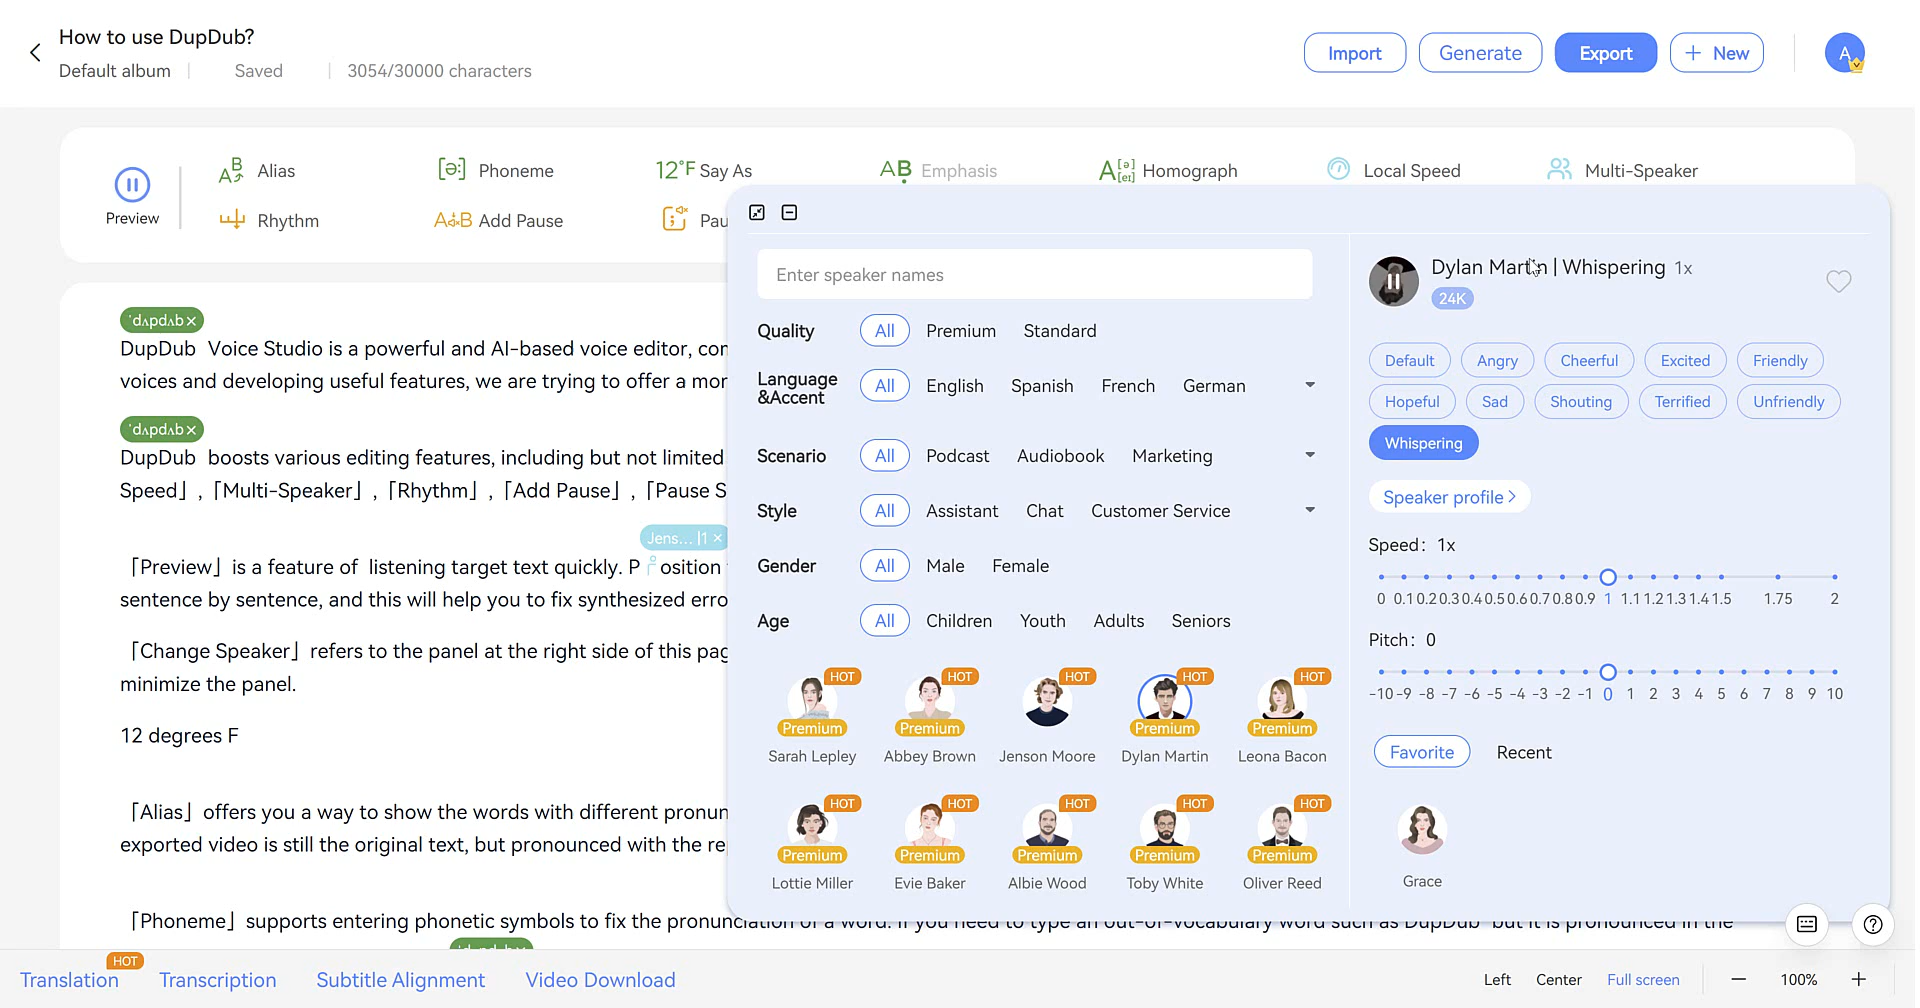 How to use DupDub?
Default album | Saved | 3054/30000 characters
Import
Generate
Export
+ New
A
Preview
Alias
Phoneme
12°F Say As
Emphasis
Homograph
Local Speed
Multi-Speaker
Rhythm
Add Pause
Pau
ˈdʌpdʌb ×
DupDub Voice Studio is a powerful and AI-based voice editor, con
voices and developing useful features, we are trying to offer a mor
ˈdʌpdʌb ×
DupDub boosts various editing features, including but not limited
Speed」,「Multi-Speaker」,「Rhythm」,「Add Pause」,「Pause S
Jens... |1 ×
「Preview」is a feature of listening target text quickly. P osition
sentence by sentence, and this will help you to fix synthesized erro
「Change Speaker」refers to the panel at the right side of this pag
minimize the panel.
12 degrees F
「Alias」offers you a way to show the words with different pronun
exported video is still the original text, but pronounced with the re
「Phoneme」supports entering phonetic symbols to fix the pronunciation of a word. If you need to type an out-of-vocabulary word such as DupDub but it is pronounced in the
Enter speaker names
Quality All Premium Standard
Language
&Accent All English Spanish French German
Scenario All Podcast Audiobook Marketing
Style All Assistant Chat Customer Service
Gender All Male Female
Age All Children Youth Adults Seniors
HOT HOT HOT HOT HOT
Premium Premium Premium Premium
Sarah Lepley Abbey Brown Jenson Moore Dylan Martin Leona Bacon
HOT HOT HOT HOT HOT
Premium Premium Premium Premium Premium
Lottie Miller Evie Baker Albie Wood Toby White Oliver Reed
Dylan Martin | Whispering 1x
24K
Default Angry Cheerful Excited Friendly
Hopeful Sad Shouting Terrified Unfriendly
Whispering
Speaker profile >
Speed: 1x
0 0.1 0.2 0.3 0.4 0.5 0.6 0.7 0.8 0.9 1 1.1 1.2 1.3 1.4 1.5 1.75 2
Pitch: 0
-10 -9 -8 -7 -6 -5 -4 -3 -2 -1 0 1 2 3 4 5 6 7 8 9 10
Favorite Recent
Grace
HOT
Translation Transcription Subtitle Alignment Video Download
Left Center Full screen − 100% +